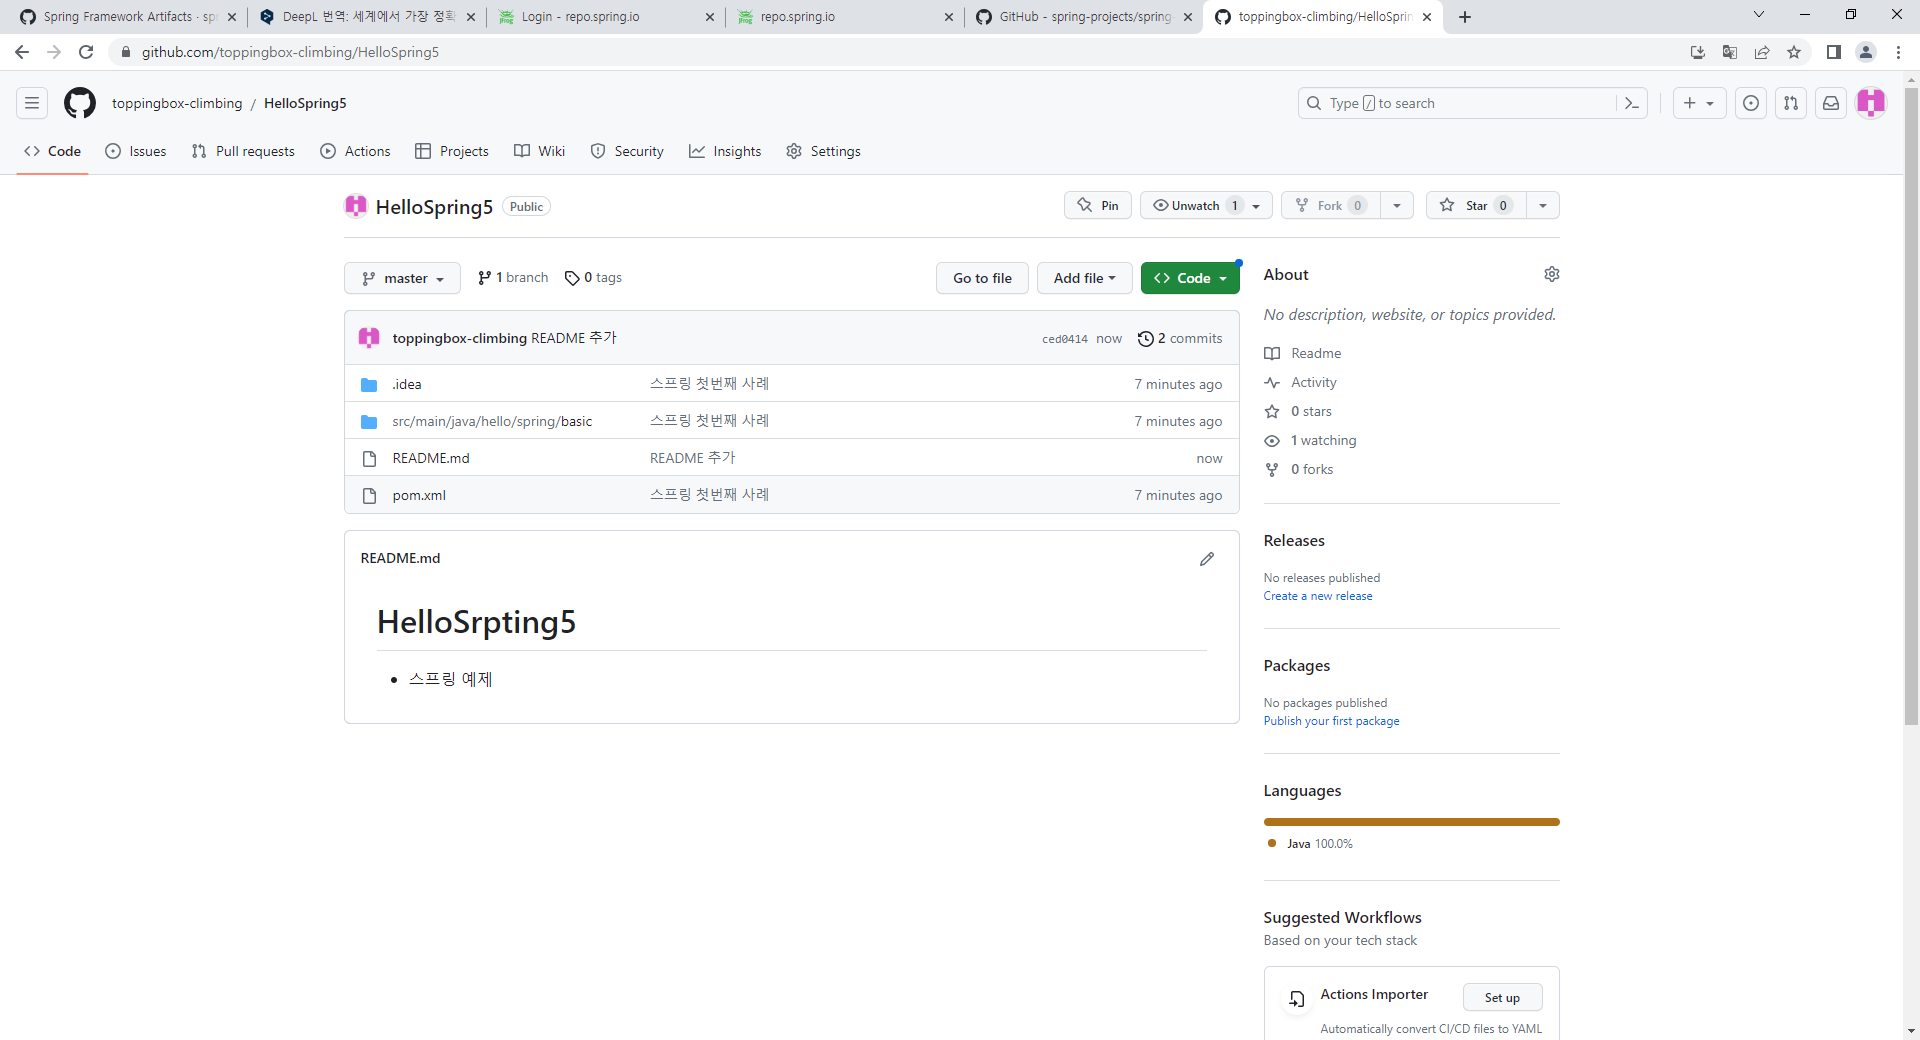 Spring Framework Artifacts · spr
DeepL 번역: 세계에서 가장 정확
Login - repo.spring.io
repo.spring.io
GitHub - spring-projects/spring-
toppingbox-climbing/HelloSprin
github.com/toppingbox-climbing/HelloSpring5
toppingbox-climbing / HelloSpring5
Type / to search
Code
Issues
Pull requests
Actions
Projects
Wiki
Security
Insights
Settings
HelloSpring5 Public
Pin
Unwatch 1
Fork 0
Star 0
master
1 branch
0 tags
Go to file
Add file
Code
toppingbox-climbing README 추가 ced0414 now 2 commits
.idea 스프링 첫번째 사례 7 minutes ago
src/main/java/hello/spring/basic 스프링 첫번째 사례 7 minutes ago
README.md README 추가 now
pom.xml 스프링 첫번째 사례 7 minutes ago
README.md
HelloSrpting5
• 스프링 예제
About
No description, website, or topics provided.
Readme
Activity
0 stars
1 watching
0 forks
Releases
No releases published
Create a new release
Packages
No packages published
Publish your first package
Languages
Java 100.0%
Suggested Workflows
Based on your tech stack
Actions Importer
Set up
Automatically convert CI/CD files to YAML